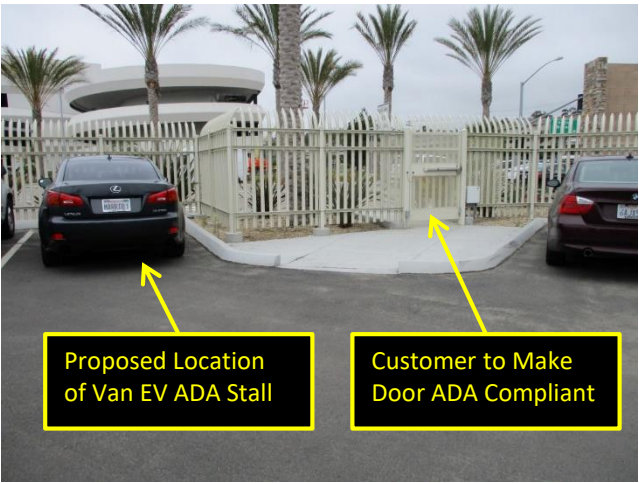 Proposed Location
of Van EV ADA Stall
Customer to Make
Door ADA Compliant